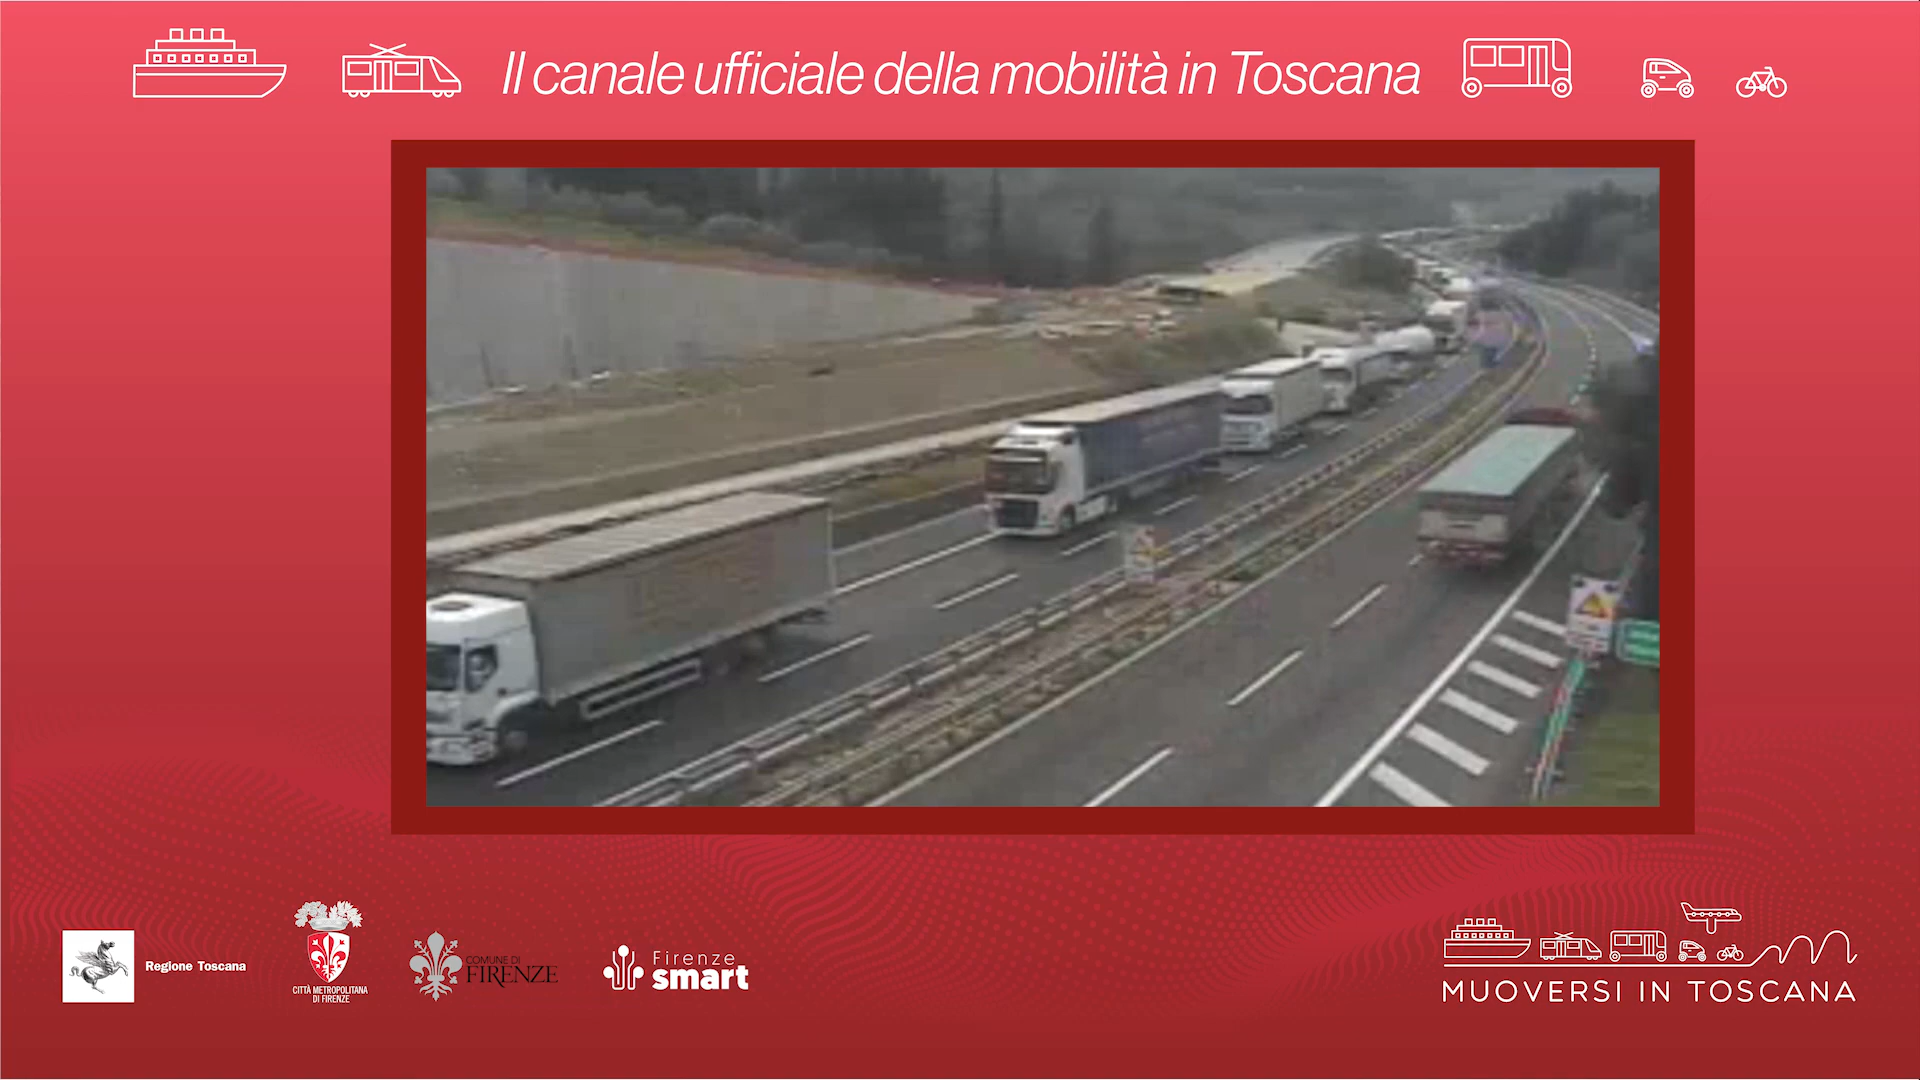 Il canale ufficiale della mobilità in Toscana
Regione Toscana
CITTÀ METROPOLITANA
DI FIRENZE
COMUNE DI
FIRENZE
Firenze
smart
MUOVERSI IN TOSCANA